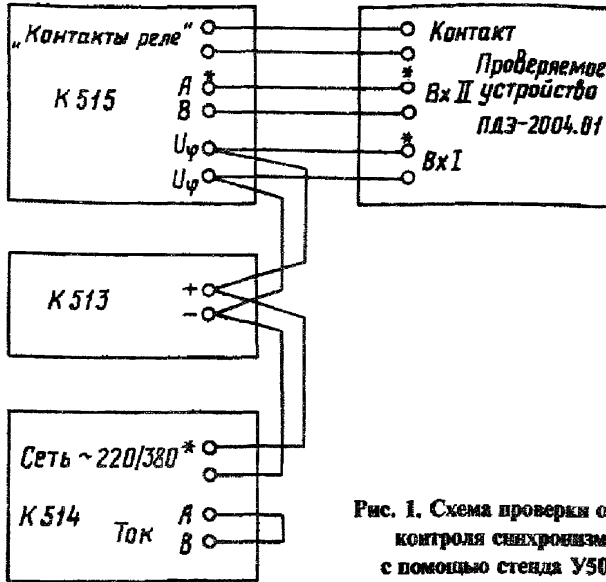 „Контакты реле"
К 515
А*
В
Uφ
Uφ
Контакт
Проверяемое
устройства
ПДЭ-2004.01
*
Вх II
*
Вх I
К 513
+
-
Сеть ~ 220/380*
К 514
Ток
А
В
Рис. 1. Схема проверки
контроля синхронизм
с помощью стенда У50